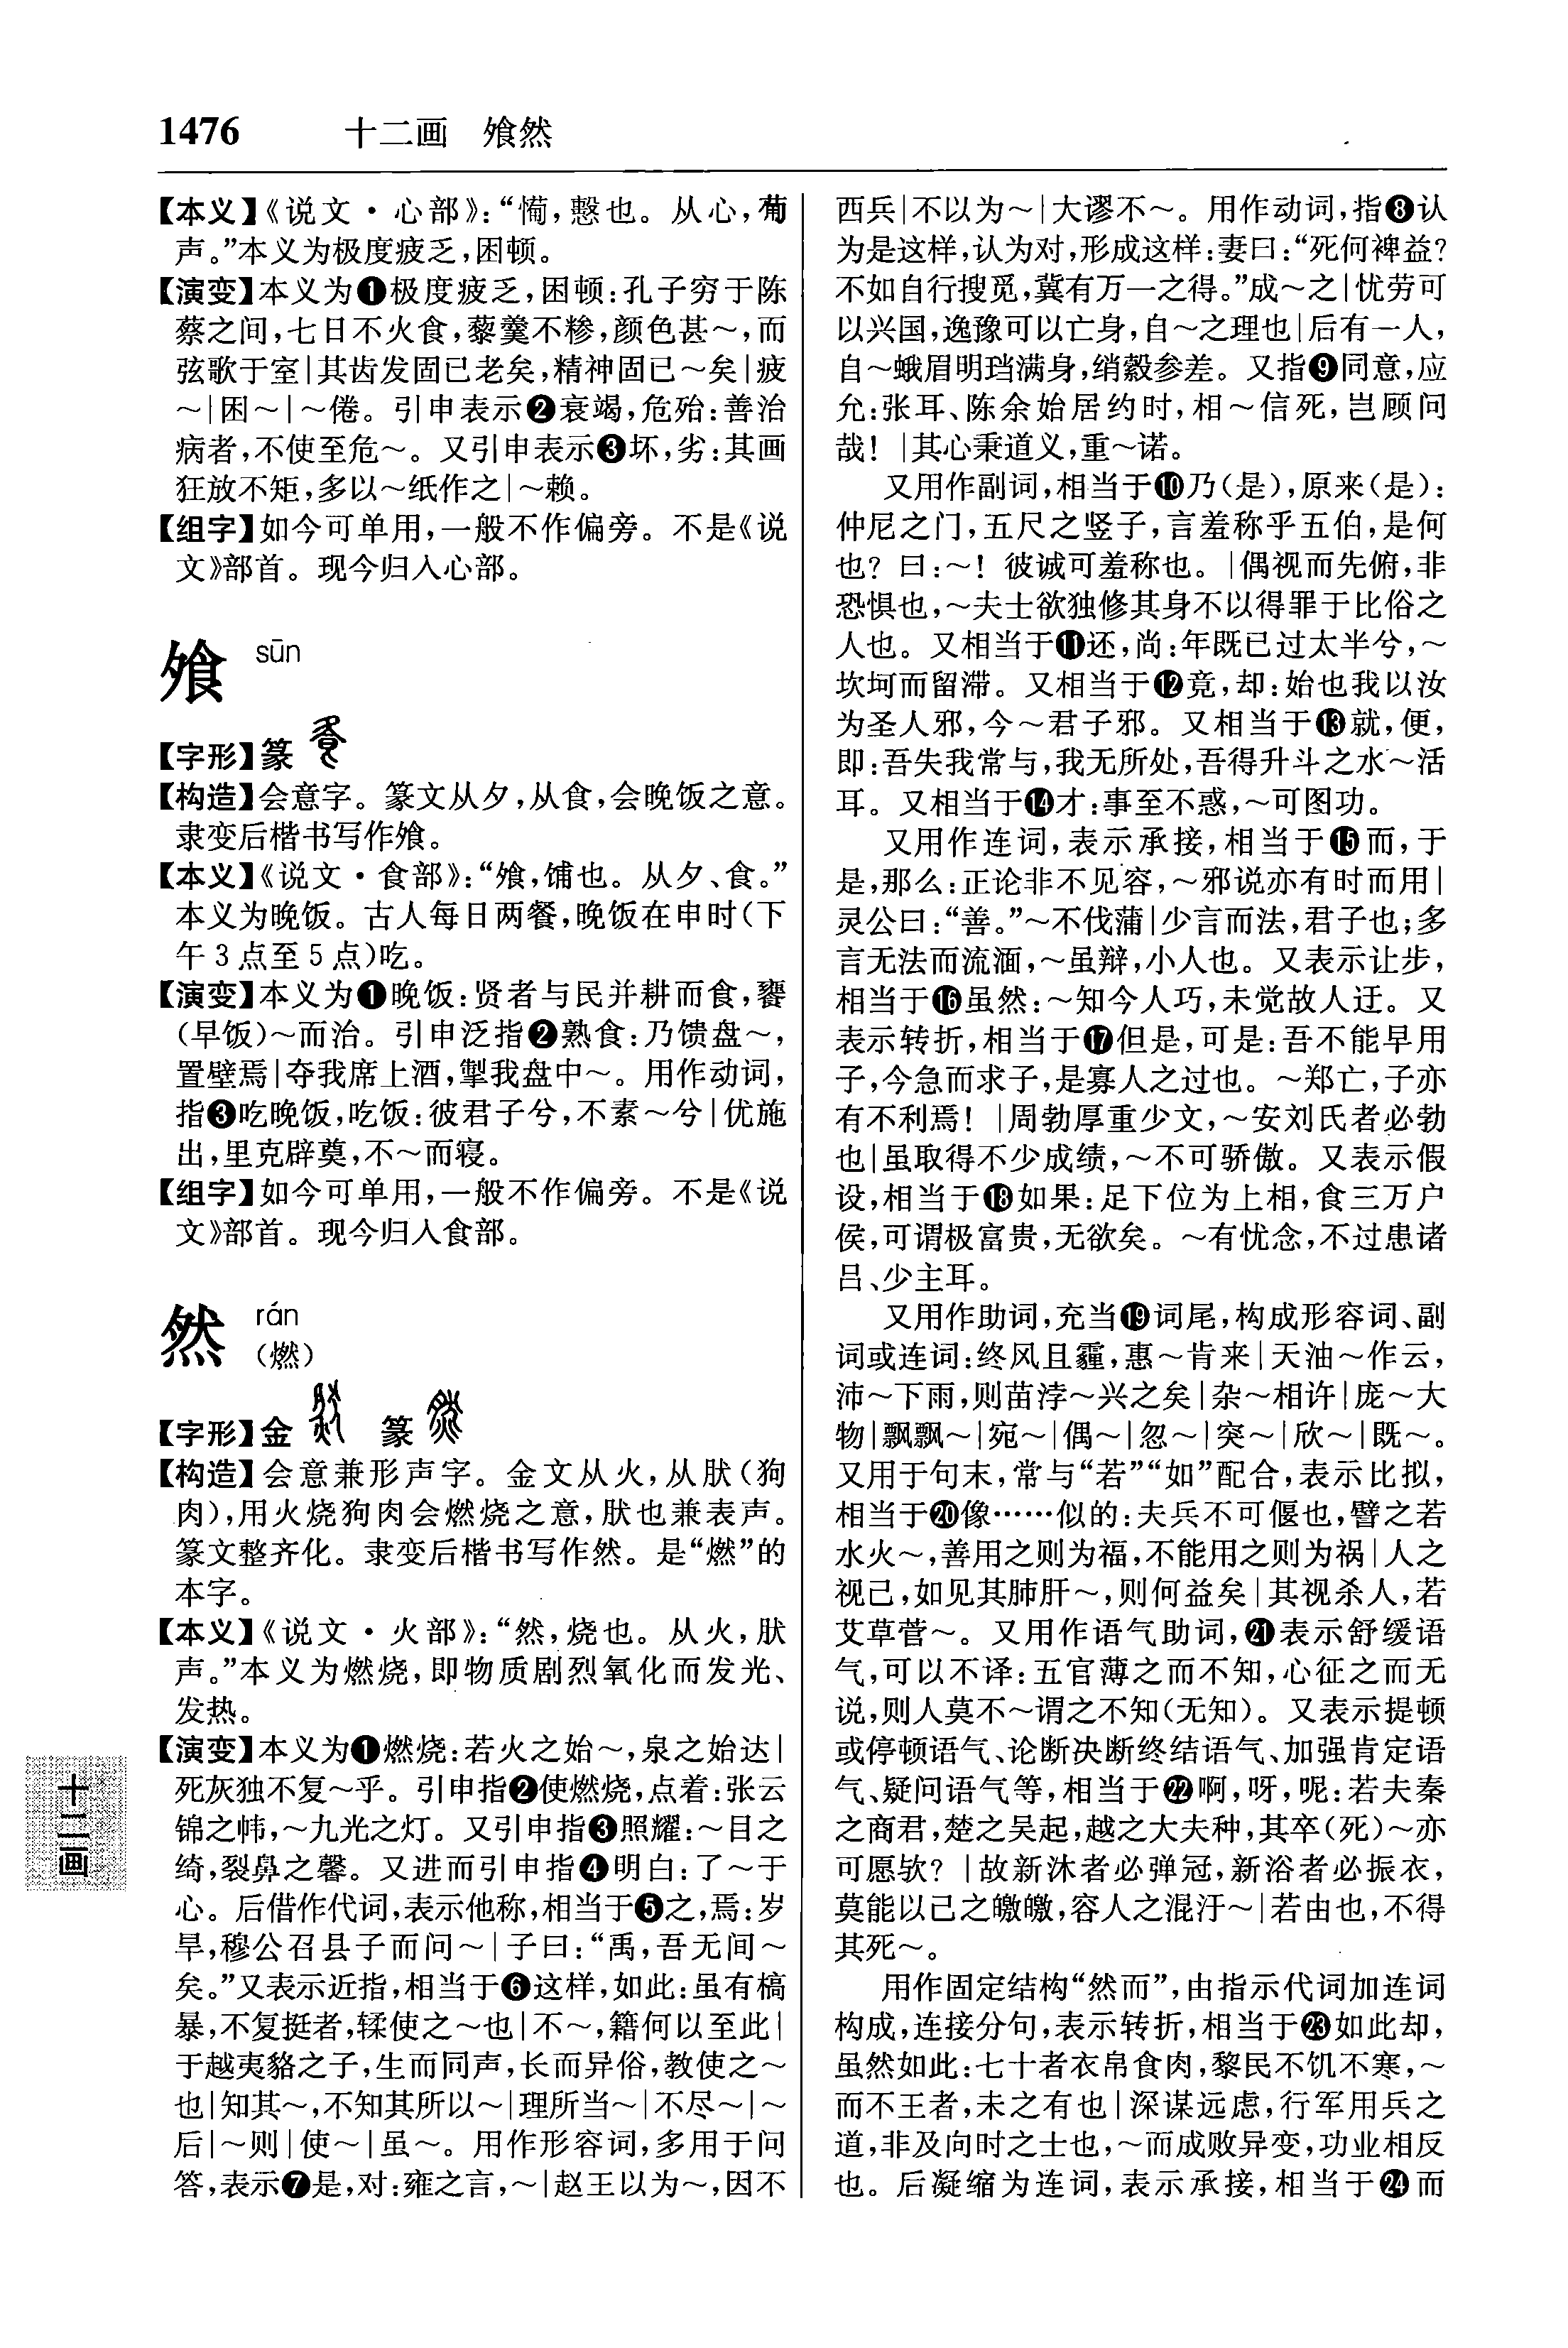 1476 十二画 飧然
【本义】《说文·心部》：“㥶，憊也。从心，𤰇
声。”本义为极度疲乏，困顿。
【演变】本义为❶极度疲乏，困顿：孔子穷于陈
蔡之间，七日不火食，藜羹不糁，颜色甚～，而
弦歌于室|其齿发固已老矣，精神固已～矣|疲
～|困～|～倦。引申表示❷衰竭，危殆：善治
病者，不使至危～。又引申表示❸坏，劣：其画
狂放不矩，多以～纸作之|～赖。
【组字】如今可单用，一般不作偏旁。不是《说
文》部首。现今归入心部。
飧 sūn
【字形】篆
【构造】会意字。篆文从夕，从食，会晚饭之意。
隶变后楷书写作飧。
【本义】《说文·食部》：“飧，餔也。从夕、食。”
本义为晚饭。古人每日两餐，晚饭在申时（下
午3点至5点）吃。
【演变】本义为❶晚饭：贤者与民并耕而食，饔
（早饭）～而治。引申泛指❷熟食：乃馈盘～，
置璧焉|夺我席上酒，掣我盘中～。用作动词，
指❸吃晚饭，吃饭：彼君子兮，不素～兮|优施
出，里克辟奠，不～而寝。
【组字】如今可单用，一般不作偏旁。不是《说
文》部首。现今归入食部。
然 rán
（燃）
【字形】金 篆
【构造】会意兼形声字。金文从火，从肰（狗
肉），用火烧狗肉会燃烧之意，肰也兼表声。
篆文整齐化。隶变后楷书写作然。是“燃”的
本字。
【本义】《说文·火部》：“然，烧也。从火，肰
声。”本义为燃烧，即物质剧烈氧化而发光、
发热。
【演变】本义为❶燃烧：若火之始～，泉之始达|
死灰独不复～乎。引申指❷使燃烧，点着：张云
锦之帏，～九光之灯。又引申指❸照耀：～目之
绮，裂鼻之馨。又进而引申指❹明白：了～于
心。后借作代词，表示他称，相当于❺之，焉：岁
旱，穆公召县子而问～|子曰：“禹，吾无间～
矣。”又表示近指，相当于❻这样，如此：虽有槁
暴，不复挺者，𫐓使之～也|不～，籍何以至此|
于越夷貉之子，生而同声，长而异俗，教使之～
也|知其～，不知其所以～|理所当～|不尽～|～
后|～则|使～|虽～。用作形容词，多用于问
答，表示❼是，对：雍之言，～|赵王以为～，因不
西兵|不以为～|大谬不～。用作动词，指❽认
为是这样，认为对，形成这样：妻曰：“死何裨益？
不如自行搜觅，冀有万一之得。”成～之|忧劳可
以兴国，逸豫可以亡身，自～之理也|后有一人，
自～蛾眉明珰满身，绡縠参差。又指❾同意，应
允：张耳、陈余始居约时，相～信死，岂顾问
哉！|其心秉道义，重～诺。
又用作副词，相当于❿乃（是），原来（是）：
仲尼之门，五尺之竖子，言羞称乎五伯，是何
也？曰：～！彼诚可羞称也。|偶视而先俯，非
恐惧也，～夫士欲独修其身不以得罪于比俗之
人也。又相当于⓫还，尚：年既已过太半兮，～
坎坷而留滞。又相当于⓬竟，却：始也我以汝
为圣人邪，今～君子邪。又相当于⓭就，便，
即：吾失我常与，我无所处，吾得升斗之水～活
耳。又相当于⓮才：事至不惑，～可图功。
又用作连词，表示承接，相当于⓯而，于
是，那么：正论非不见容，～邪说亦有时而用|
灵公曰：“善。”～不伐蒲|少言而法，君子也；多
言无法而流湎，～虽辩，小人也。又表示让步，
相当于⓰虽然：～知今人巧，未觉故人迂。又
表示转折，相当于⓱但是，可是：吾不能早用
子，今急而求子，是寡人之过也。～郑亡，子亦
有不利焉！|周勃厚重少文，～安刘氏者必勃
也|虽取得不少成绩，～不可骄傲。又表示假
设，相当于⓲如果：足下位为上相，食三万户
侯，可谓极富贵，无欲矣。～有忧念，不过患诸
吕、少主耳。
又用作助词，充当⓳词尾，构成形容词、副
词或连词：终风且霾，惠～肯来|天油～作云，
沛～下雨，则苗浡～兴之矣|杂～相许|庞～大
物|飘飘～|宛～|偶～|忽～|突～|欣～|既～。
又用于句末，常与“若”“如”配合，表示比拟，
相当于⓴像……似的：夫兵不可偃也，譬之若
水火～，善用之则为福，不能用之则为祸|人之
视己，如见其肺肝～，则何益矣|其视杀人，若
艾草菅～。又用作语气助词，㉑表示舒缓语
气，可以不译：五官薄之而不知，心征之而无
说，则人莫不～谓之不知（无知）。又表示提顿
或停顿语气、论断决断终结语气、加强肯定语
气、疑问语气等，相当于㉒啊，呀，呢：若夫秦
之商君，楚之吴起，越之大夫种，其卒（死）～亦
可愿欤？|故新沐者必弹冠，新浴者必振衣，
莫能以己之皦皦，容人之混汙～|若由也，不得
其死～。
用作固定结构“然而”，由指示代词加连词
构成，连接分句，表示转折，相当于㉓如此却，
虽然如此：七十者衣帛食肉，黎民不饥不寒，～
而不王者，未之有也|深谋远虑，行军用兵之
道，非及向时之士也，～而成败异变，功业相反
也。后凝缩为连词，表示承接，相当于㉔而
十二画